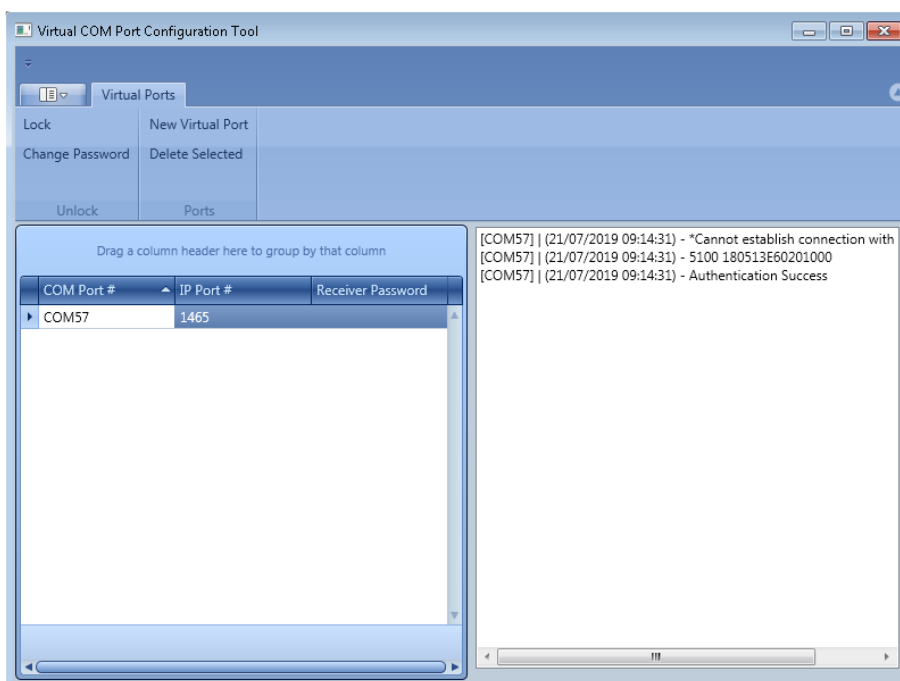 Virtual COM Port Configuration Tool
Virtual Ports
Lock
New Virtual Port
Change Password
Delete Selected
Unlock
Ports
Drag a column header here to group by that column
COM Port #
IP Port #
Receiver Password
COM57
1465
[COM57] | (21/07/2019 09:14:31) - *Cannot establish connection with
[COM57] | (21/07/2019 09:14:31) - 5100 180513E60201000
[COM57] | (21/07/2019 09:14:31) - Authentication Success